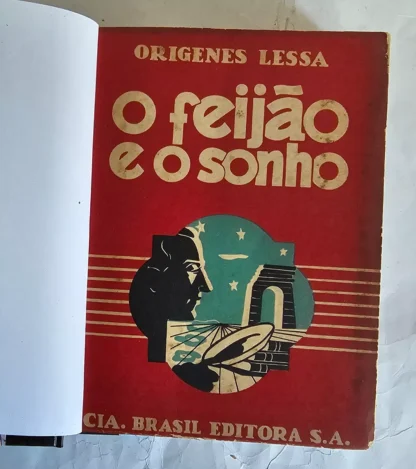 ORIGENES LESSA
O feijão
e o sonho
CIA. BRASIL EDITORA S.A.